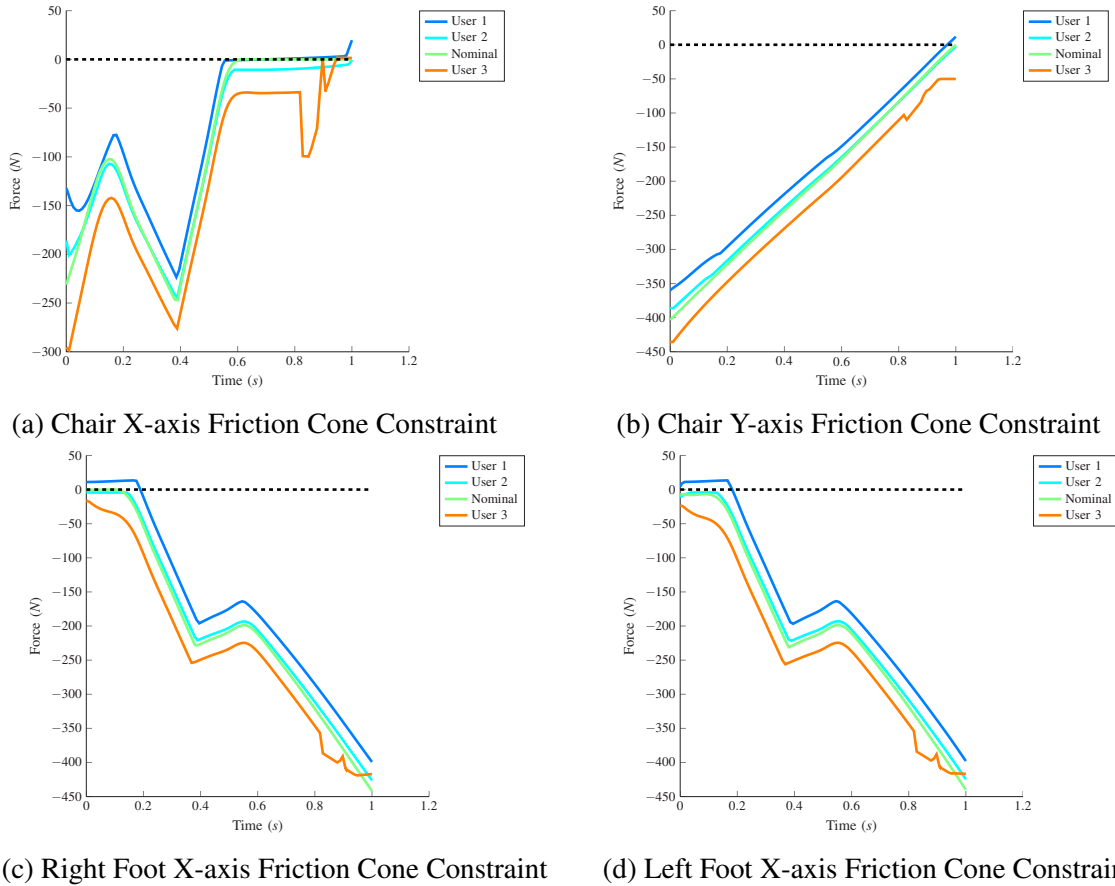 50
0
−50
−100
−150
−200
−250
−300
0
0.2
0.4
0.6
0.8
1
1.2
Force (N)
Time (s)
User 1
User 2
Nominal
User 3
(a) Chair X-axis Friction Cone Constraint
50
0
−50
−100
−150
−200
−250
−300
−350
−400
−450
0
0.2
0.4
0.6
0.8
1
1.2
Force (N)
Time (s)
User 1
User 2
Nominal
User 3
(b) Chair Y-axis Friction Cone Constraint
50
0
−50
−100
−150
−200
−250
−300
−350
−400
−450
0
0.2
0.4
0.6
0.8
1
1.2
Force (N)
Time (s)
User 1
User 2
Nominal
User 3
(c) Right Foot X-axis Friction Cone Constraint
50
0
−50
−100
−150
−200
−250
−300
−350
−400
−450
0
0.2
0.4
0.6
0.8
1
1.2
Force (N)
Time (s)
User 1
User 2
Nominal
User 3
(d) Left Foot X-axis Friction Cone Constrain